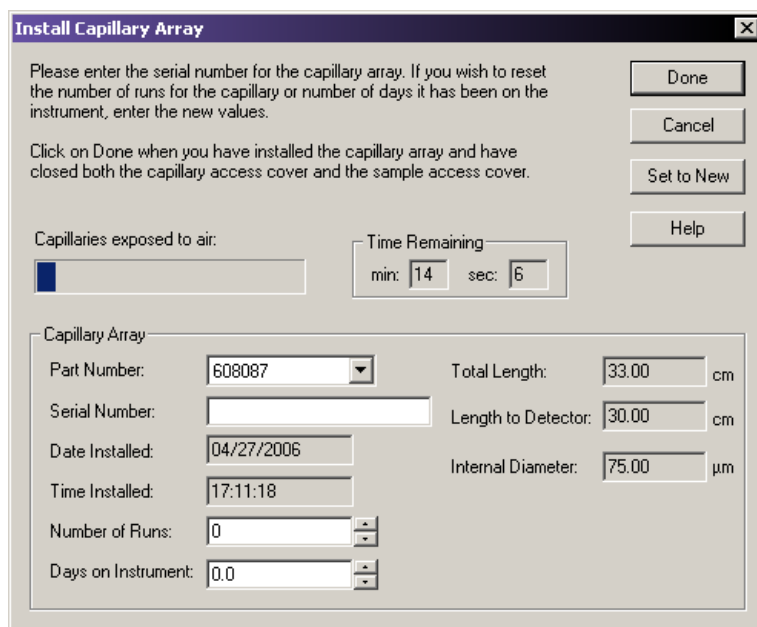 Install Capillary Array
Please enter the serial number for the capillary array. If you wish to reset
the number of runs for the capillary or number of days it has been on the
instrument, enter the new values.
Click on Done when you have installed the capillary array and have
closed both the capillary access cover and the sample access cover.
Done
Cancel
Set to New
Help
Capillaries exposed to air:
Time Remaining
min: 14 sec: 6
Capillary Array
Part Number: 608087
Serial Number:
Date Installed: 04/27/2006
Time Installed: 17:11:18
Number of Runs: 0
Days on Instrument: 0.0
Total Length: 33.00 cm
Length to Detector: 30.00 cm
Internal Diameter: 75.00 µm